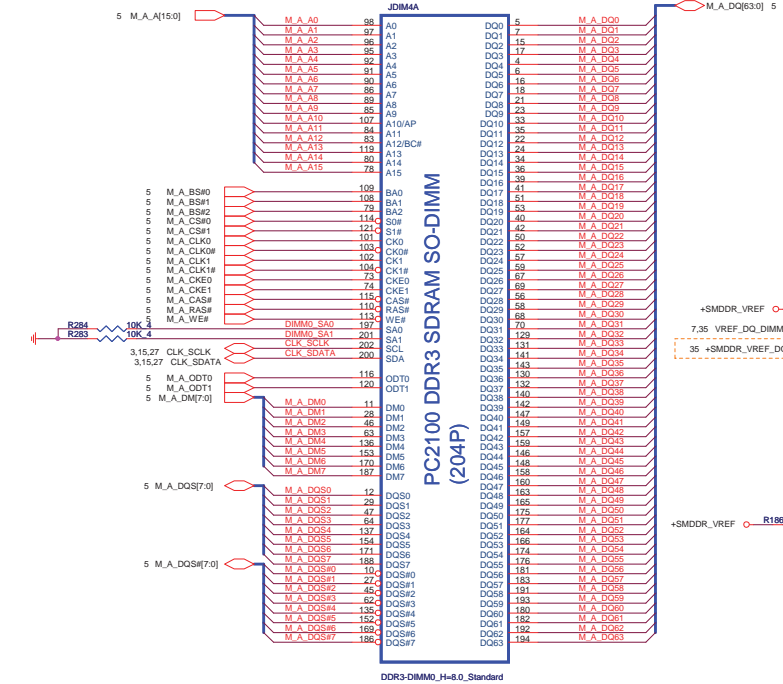 JDIM4A
5 M_A_A[15:0]
M_A_A0 98 A0
M_A_A1 97 A1
M_A_A2 96 A2
M_A_A3 95 A3
M_A_A4 92 A4
M_A_A5 91 A5
M_A_A6 90 A6
M_A_A7 86 A7
M_A_A8 89 A8
M_A_A9 85 A9
M_A_A10 107 A10/AP
M_A_A11 84 A11
M_A_A12 83 A12/BC#
M_A_A13 119 A13
M_A_A14 80 A14
M_A_A15 78 A15
5 M_A_BS#0 109 BA0
5 M_A_BS#1 108 BA1
5 M_A_BS#2 79 BA2
5 M_A_CS#0 114 S0#
5 M_A_CS#1 121 S1#
5 M_A_CLK0 101 CK0
5 M_A_CLK0# 103 CK0#
5 M_A_CLK1 102 CK1
5 M_A_CLK1# 104 CK1#
5 M_A_CKE0 73 CKE0
5 M_A_CKE1 74 CKE1
5 M_A_CAS# 115 CAS#
5 M_A_RAS# 110 RAS#
5 M_A_WE# 113 WE#
R284 10K_4 DIMM0_SA0 197 SA0
R283 10K_4 DIMM0_SA1 201 SA1
3,15,27 CLK_SCLK CLK_SCLK 202 SCL
3,15,27 CLK_SDATA CLK_SDATA 200 SDA
5 M_A_ODT0 116 ODT0
5 M_A_ODT1 120 ODT1
5 M_A_DM[7:0]
M_A_DM0 11 DM0
M_A_DM1 28 DM1
M_A_DM2 46 DM2
M_A_DM3 63 DM3
M_A_DM4 136 DM4
M_A_DM5 153 DM5
M_A_DM6 170 DM6
M_A_DM7 187 DM7
5 M_A_DQS[7:0]
M_A_DQS0 12 DQS0
M_A_DQS1 29 DQS1
M_A_DQS2 47 DQS2
M_A_DQS3 64 DQS3
M_A_DQS4 137 DQS4
M_A_DQS5 154 DQS5
M_A_DQS6 171 DQS6
M_A_DQS7 188 DQS7
5 M_A_DQS#[7:0]
M_A_DQS#0 10 DQS#0
M_A_DQS#1 27 DQS#1
M_A_DQS#2 45 DQS#2
M_A_DQS#3 62 DQS#3
M_A_DQS#4 135 DQS#4
M_A_DQS#5 152 DQS#5
M_A_DQS#6 169 DQS#6
M_A_DQS#7 186 DQS#7
PC2100 DDR3 SDRAM SO-DIMM
(204P)
M_A_DQ[63:0] 5
DQ0 5 M_A_DQ0
DQ1 7 M_A_DQ1
DQ2 15 M_A_DQ2
DQ3 17 M_A_DQ3
DQ4 4 M_A_DQ4
DQ5 6 M_A_DQ5
DQ6 16 M_A_DQ6
DQ7 18 M_A_DQ7
DQ8 21 M_A_DQ8
DQ9 23 M_A_DQ9
DQ10 33 M_A_DQ10
DQ11 35 M_A_DQ11
DQ12 22 M_A_DQ12
DQ13 24 M_A_DQ13
DQ14 34 M_A_DQ14
DQ15 36 M_A_DQ15
DQ16 39 M_A_DQ16
DQ17 41 M_A_DQ17
DQ18 51 M_A_DQ18
DQ19 53 M_A_DQ19
DQ20 40 M_A_DQ20
DQ21 42 M_A_DQ21
DQ22 50 M_A_DQ22
DQ23 52 M_A_DQ23
DQ24 57 M_A_DQ24
DQ25 59 M_A_DQ25
DQ26 67 M_A_DQ26
DQ27 69 M_A_DQ27
DQ28 56 M_A_DQ28
DQ29 58 M_A_DQ29
DQ30 68 M_A_DQ30
DQ31 70 M_A_DQ31
DQ32 129 M_A_DQ32
DQ33 131 M_A_DQ33
DQ34 141 M_A_DQ34
DQ35 143 M_A_DQ35
DQ36 130 M_A_DQ36
DQ37 132 M_A_DQ37
DQ38 140 M_A_DQ38
DQ39 142 M_A_DQ39
DQ40 147 M_A_DQ40
DQ41 149 M_A_DQ41
DQ42 157 M_A_DQ42
DQ43 159 M_A_DQ43
DQ44 146 M_A_DQ44
DQ45 148 M_A_DQ45
DQ46 158 M_A_DQ46
DQ47 160 M_A_DQ47
DQ48 163 M_A_DQ48
DQ49 165 M_A_DQ49
DQ50 175 M_A_DQ50
DQ51 177 M_A_DQ51
DQ52 164 M_A_DQ52
DQ53 166 M_A_DQ53
DQ54 174 M_A_DQ54
DQ55 176 M_A_DQ55
DQ56 181 M_A_DQ56
DQ57 183 M_A_DQ57
DQ58 191 M_A_DQ58
DQ59 193 M_A_DQ59
DQ60 180 M_A_DQ60
DQ61 182 M_A_DQ61
DQ62 192 M_A_DQ62
DQ63 194 M_A_DQ63
+SMDDR_VREF
7,35 VREF_DQ_DIMM
35 +SMDDR_VREF_DQ
+SMDDR_VREF R186
DDR3-DIMM0_H=8.0_Standard